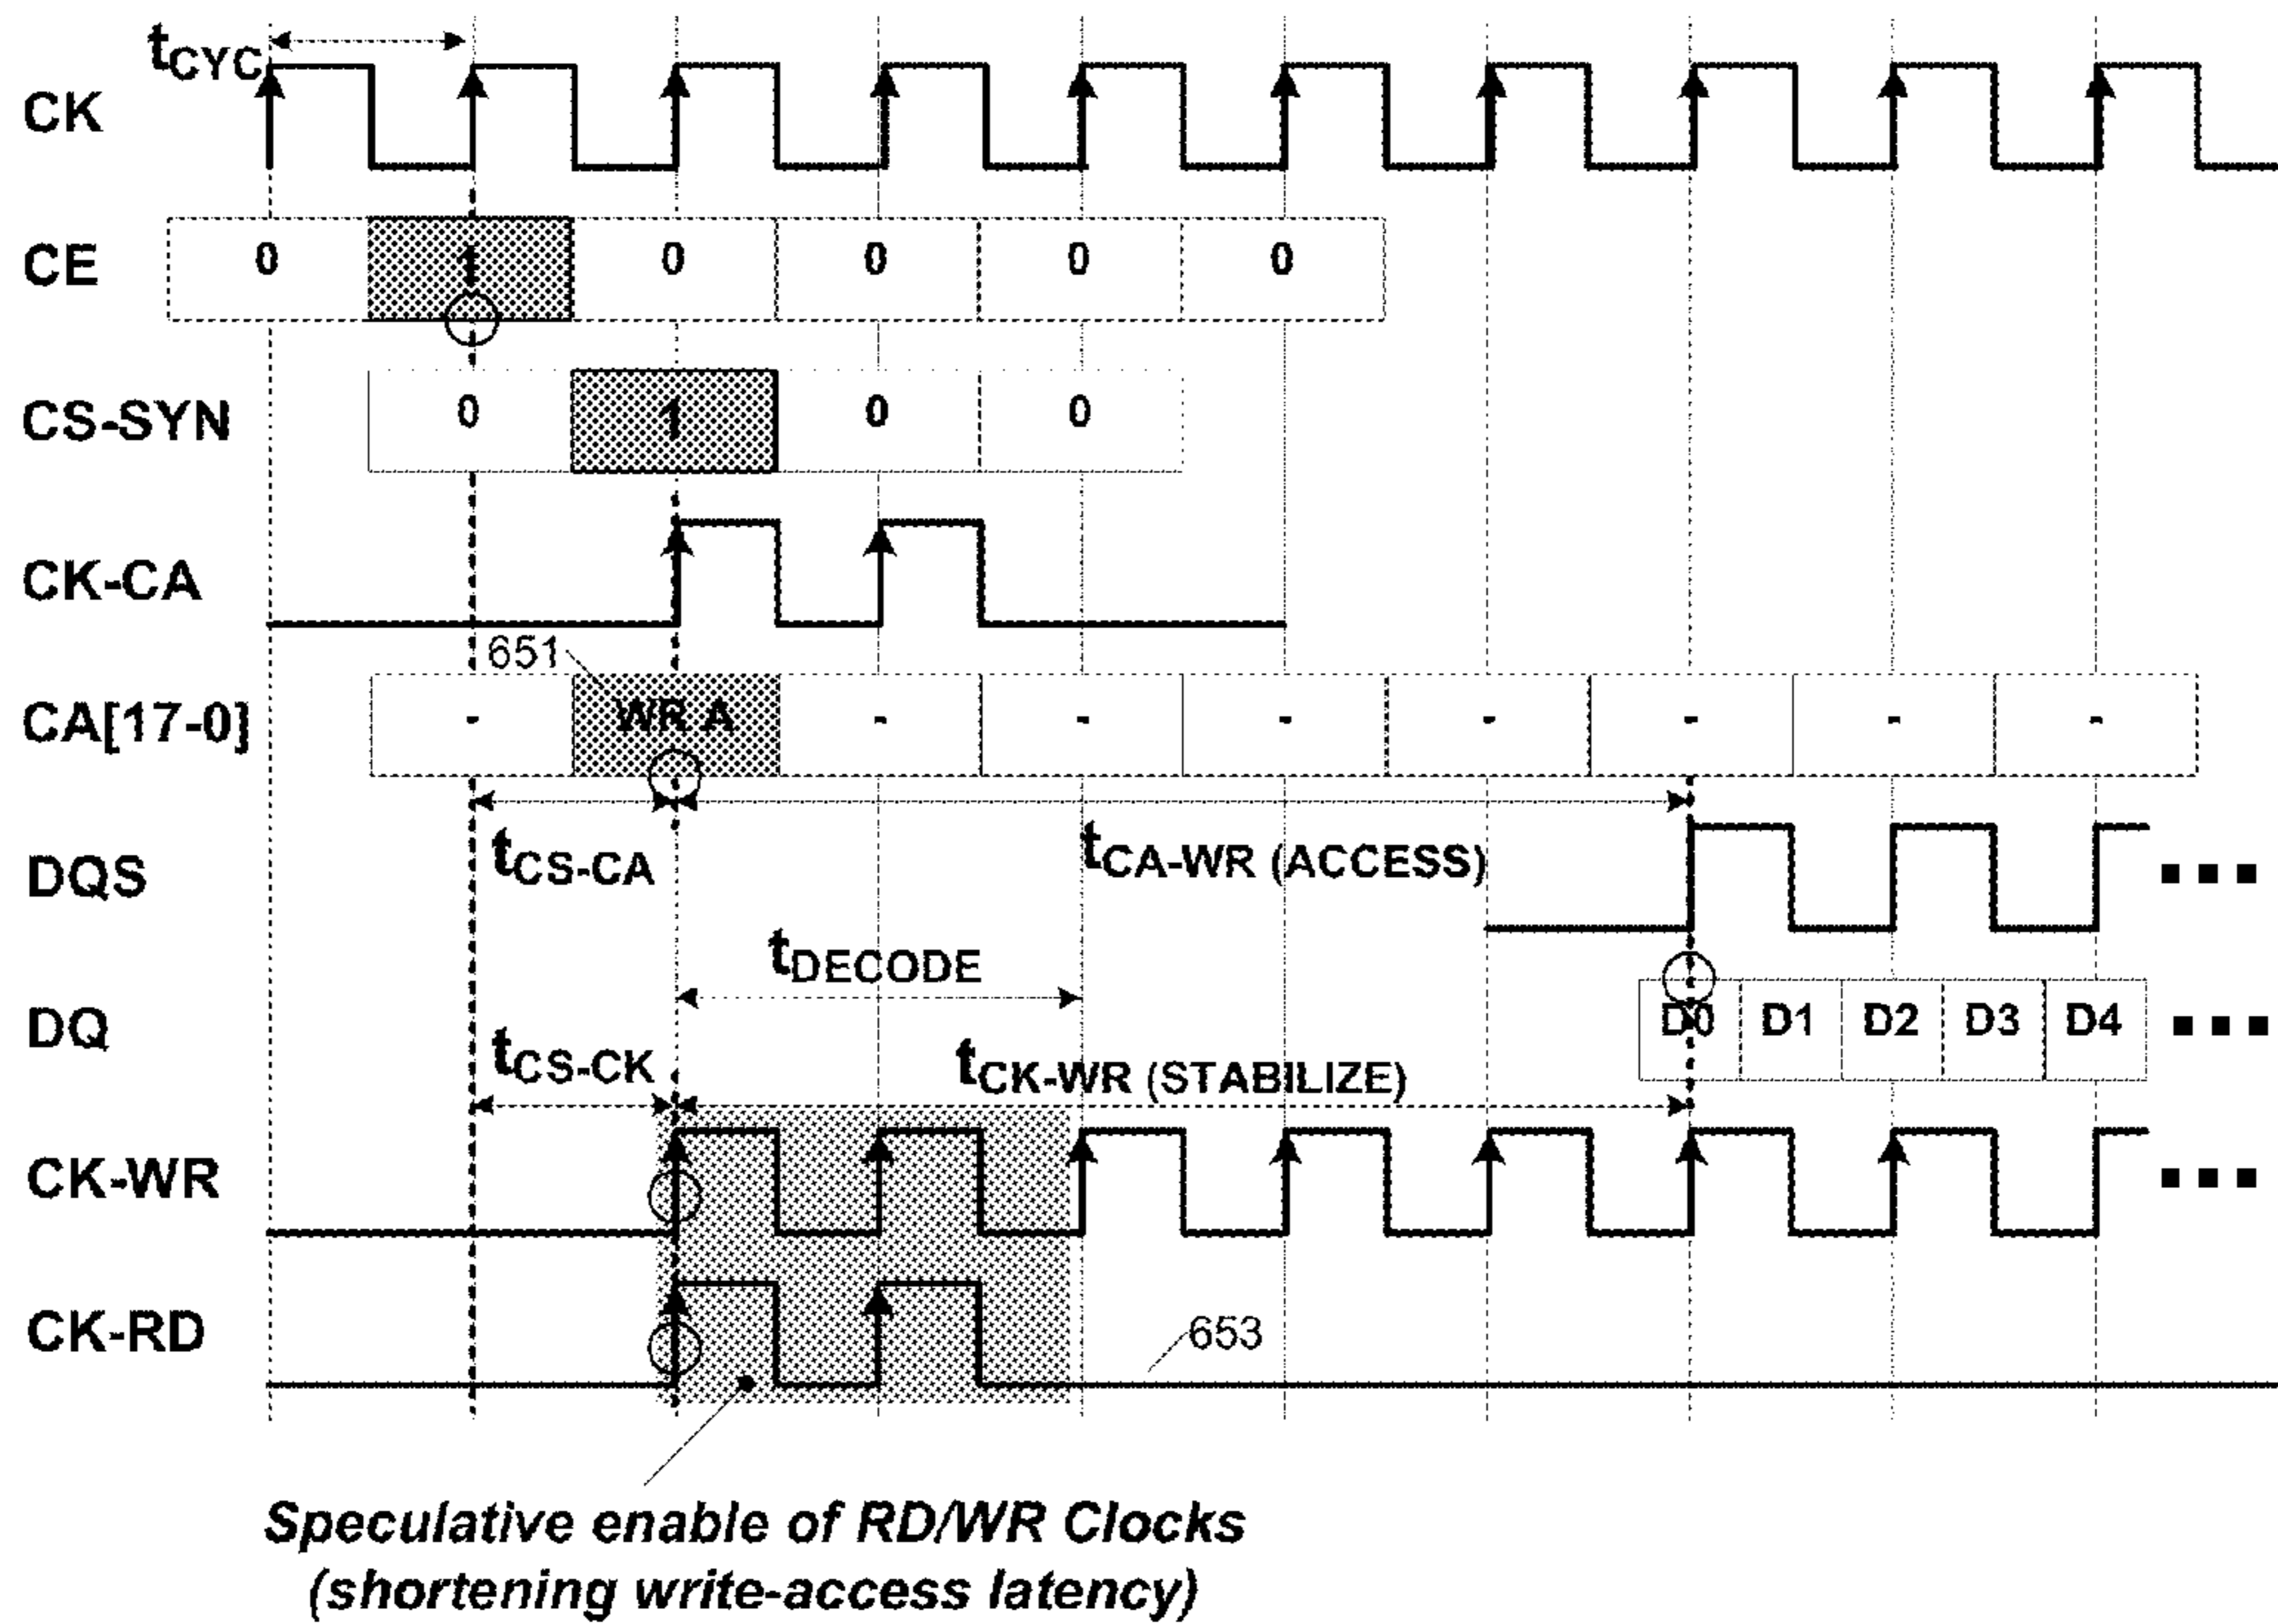 tCYC
CK
CE 0 1 0 0 0 0
CS-SYN 0 1 0 0
CK-CA
651
CA[17-0] - WR A - - - - - - -
tCS-CA tCA-WR (ACCESS)
DQS ...
tDECODE
DQ D0 D1 D2 D3 D4 ...
tCS-CK tCK-WR (STABILIZE)
CK-WR ...
CK-RD 653
Speculative enable of RD/WR Clocks
(shortening write-access latency)